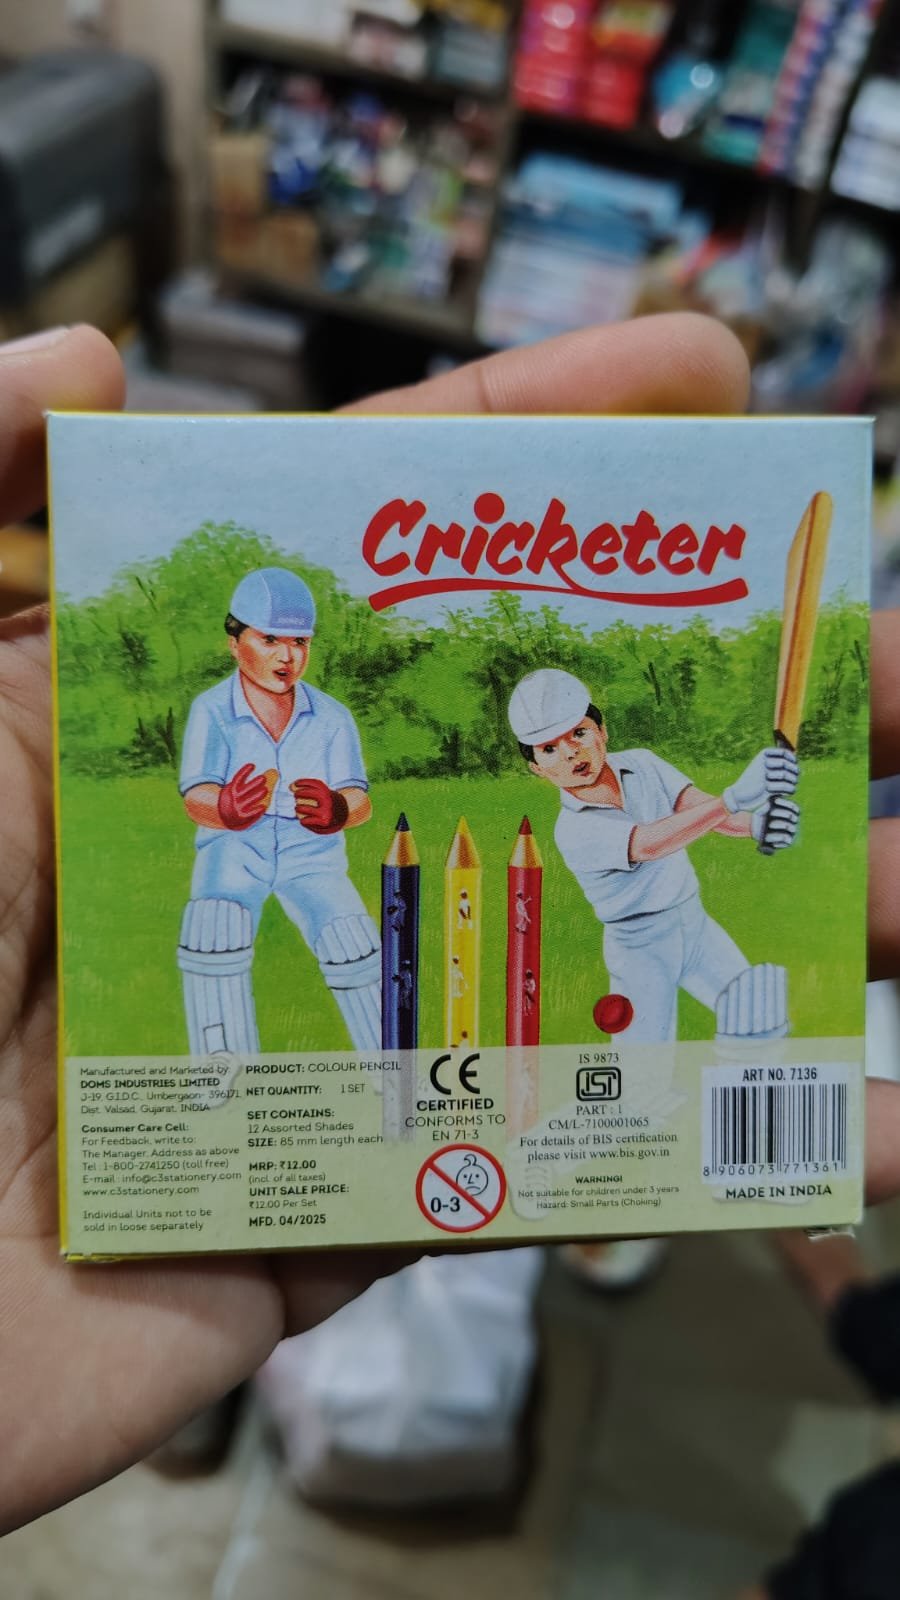 Cricketer
Manufactured and Marketed by:
DOMS INDUSTRIES LIMITED
J-19, G.I.D.C., Umbergaon- 396171,
Dist. Valsad, Gujarat, INDIA
Consumer Care Cell:
For Feedback, write to:
The Manager, Address as above
Tel : 1-800-2741250 (toll free)
E-mail : info@c3stationery.com
www.c3stationery.com
Individual Units not to be
sold in loose separately
PRODUCT: COLOUR PENCIL
NET QUANTITY: 1 SET
SET CONTAINS:
12 Assorted Shades
SIZE: 85 mm length each
MRP: ₹12.00
(incl. of all taxes)
UNIT SALE PRICE:
₹12.00 Per Set
MFD. 04/2025
CE
CERTIFIED
CONFORMS TO
EN 71-3
0-3
IS 9873
ISI
PART : 1
CM/L-7100001065
For details of BIS certification
please visit www.bis.gov.in
WARNING!
Not suitable for children under 3 years
Hazard: Small Parts (Choking)
ART NO. 7136
8 906073 771361
MADE IN INDIA